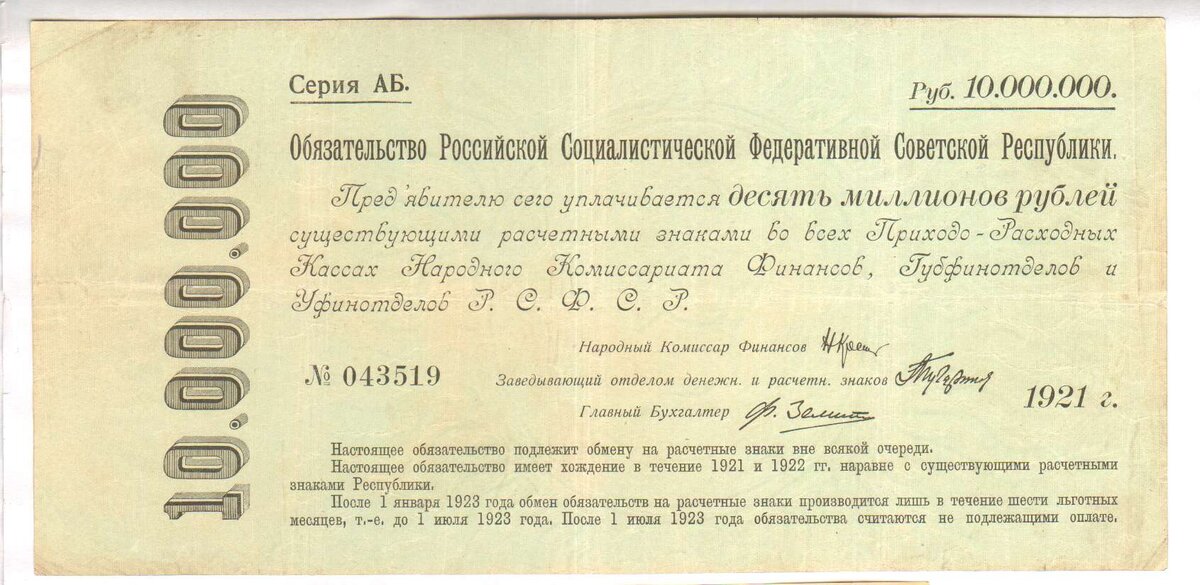 10.000.000
Серия АБ.
Руб. 10.000.000.
Обязательство Российской Социалистической Федеративной Советской Республики.
Пред'явителю сего уплачивается десять миллионов рублей
существующими расчетными знаками во всех Приходо-Расходных
Кассах Народного Комиссариата Финансов, Губфинотделов и
Уфинотделов Р. С. Ф. С. Р.
Народный Комиссар Финансов
№ 043519
Заведывающий отделом денежн. и расчетн. знаков
Главный Бухгалтер
1921 г.
Настоящее обязательство подлежит обмену на расчетные знаки вне всякой очереди.
Настоящее обязательство имеет хождение в течение 1921 и 1922 гг. наравне с существующими расчетными
знаками Республики.
После 1 января 1923 года обмен обязательств на расчетные знаки производится лишь в течение шести льготных
месяцев, т.-е. до 1 июля 1923 года. После 1 июля 1923 года обязательства считаются не подлежащими оплате.